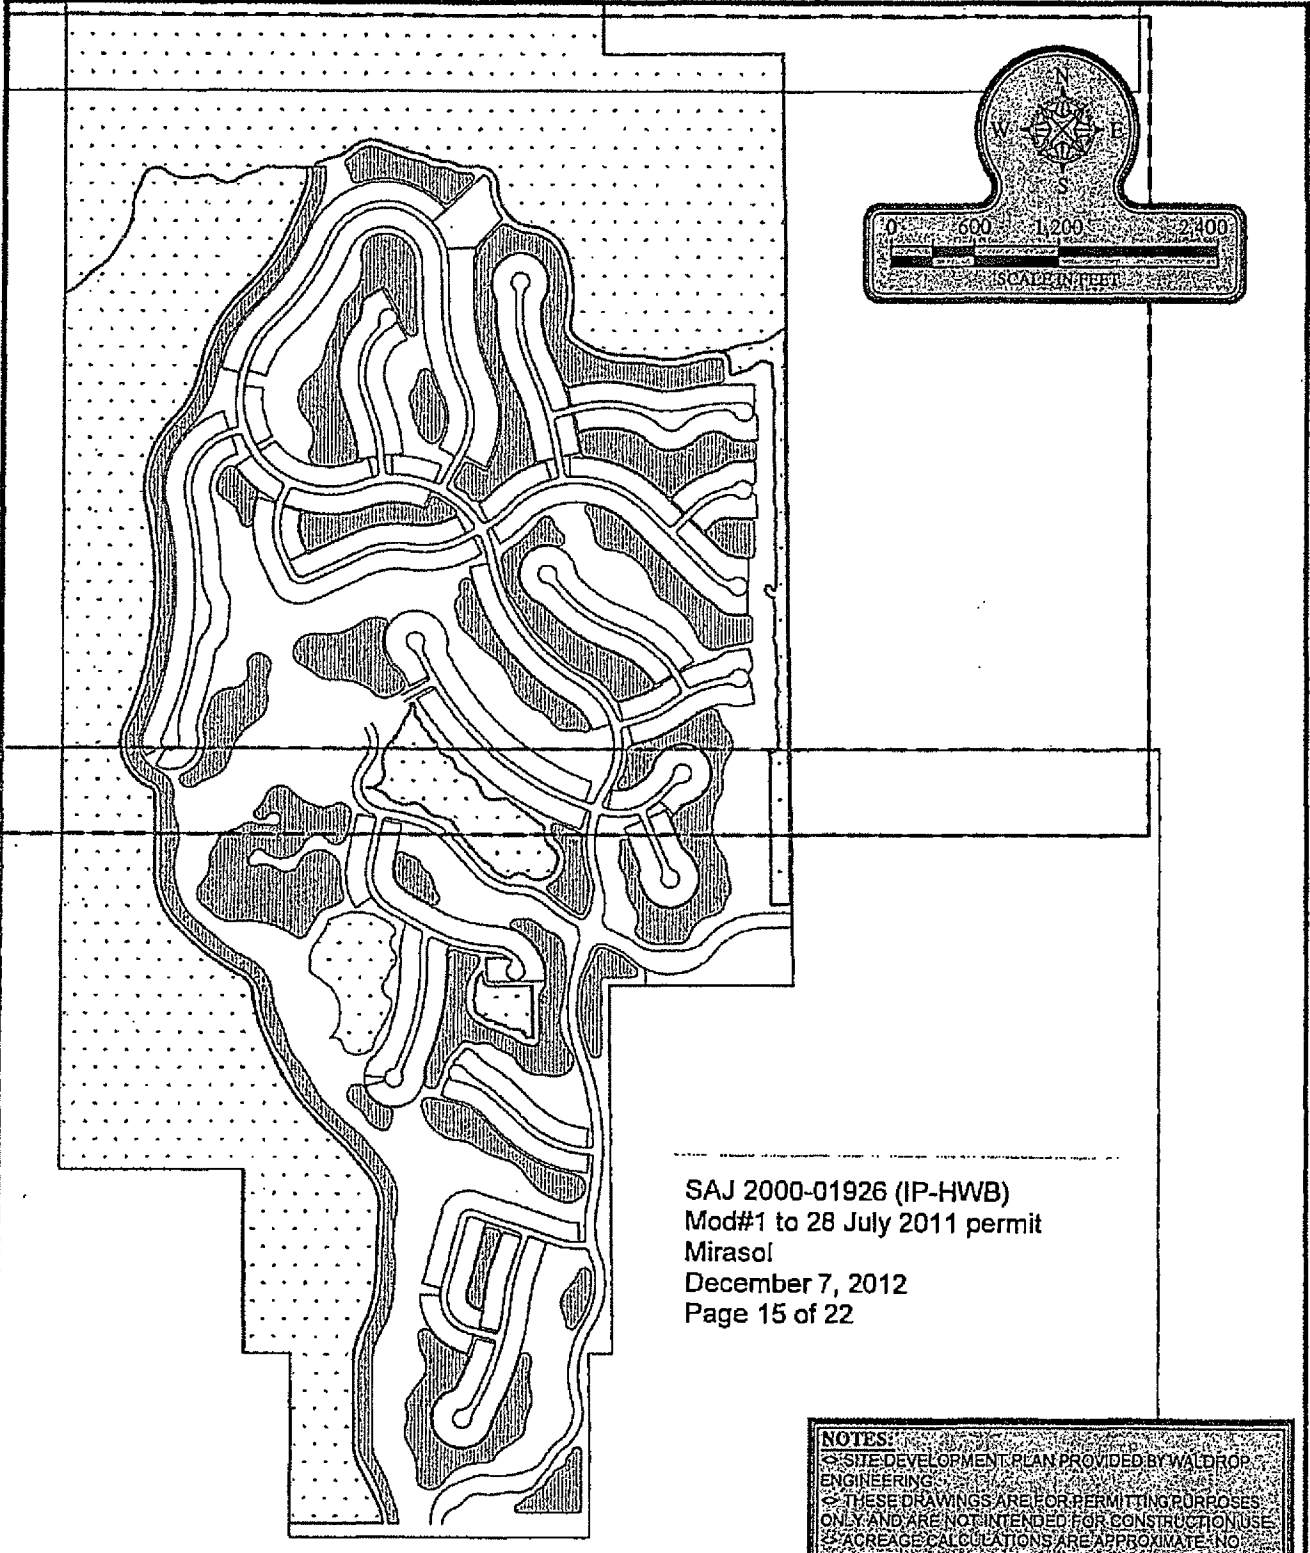 N
W E
S
0 600 1,200 2,400
SCALE IN FEET
SAJ 2000-01926 (IP-HWB)
Mod#1 to 28 July 2011 permit
Mirasol
December 7, 2012
Page 15 of 22
NOTES:
<> SITE DEVELOPMENT PLAN PROVIDED BY WALDROP
ENGINEERING
<> THESE DRAWINGS ARE FOR PERMITTING PURPOSES
ONLY AND ARE NOT INTENDED FOR CONSTRUCTION USE
<> ACREAGE CALCULATIONS ARE APPROXIMATE. NO